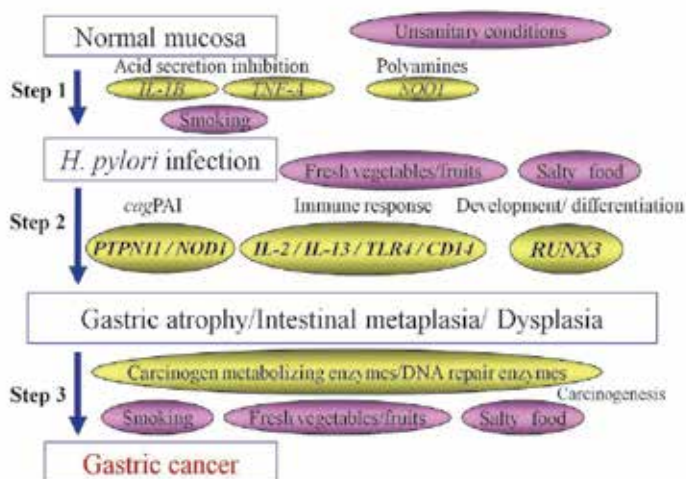 Normal mucosa
Unsanitary conditions
Acid secretion inhibition
Polyamines
Step 1
IL-1B
TNF-A
NQO1
Smoking
H. pylori infection
Fresh vegetables/fruits
Salty food
Step 2
cagPAI
Immune response
Development/ differentiation
PTPN11 / NOD1
IL-2 / IL-13 / TLR4 / CD14
RUNX3
Gastric atrophy/Intestinal metaplasia/ Dysplasia
Step 3
Carcinogen metabolizing enzymes/DNA repair enzymes
Carcinogenesis
Smoking
Fresh vegetables/fruits
Salty food
Gastric cancer